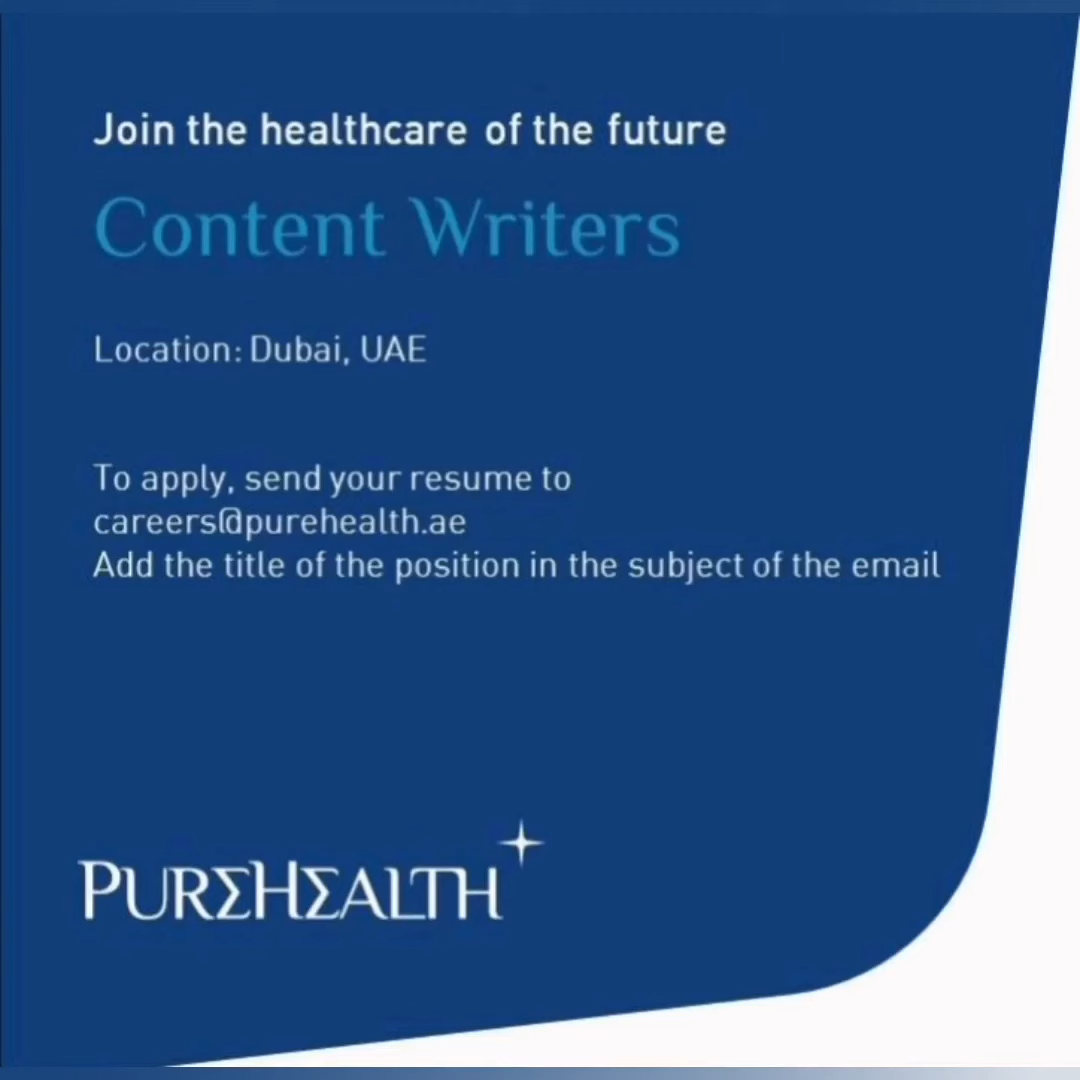 Join the healthcare of the future
Content Writers
Location: Dubai, UAE
To apply, send your resume to
careers@purehealth.ae
Add the title of the position in the subject of the email
PURΣHΣALTH